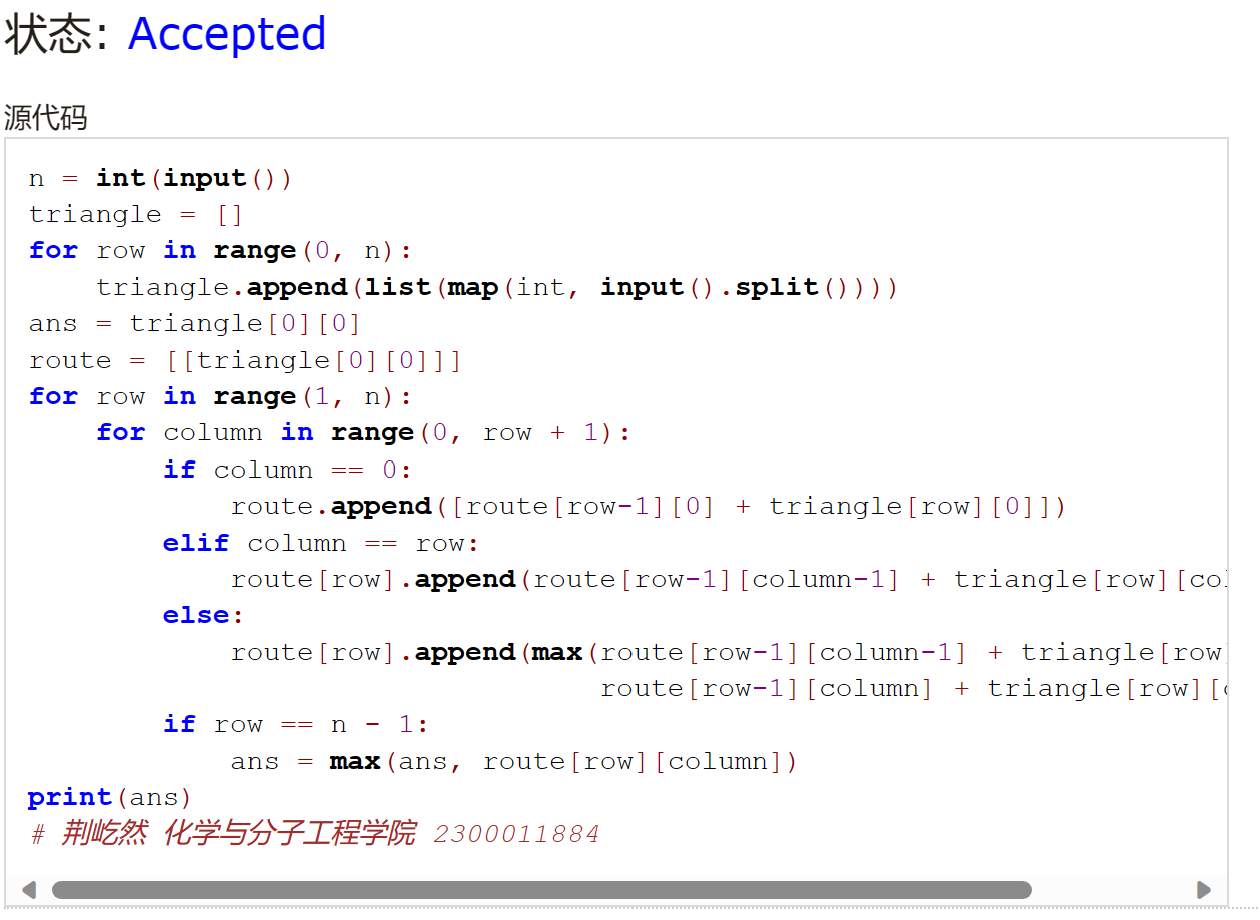 状态: Accepted
源代码
n = int(input())
triangle = []
for row in range(0, n):
    triangle.append(list(map(int, input().split())))
ans = triangle[0][0]
route = [[triangle[0][0]]]
for row in range(1, n):
    for column in range(0, row + 1):
        if column == 0:
            route.append([route[row-1][0] + triangle[row][0]])
        elif column == row:
            route[row].append(route[row-1][column-1] + triangle[row][col
        else:
            route[row].append(max(route[row-1][column-1] + triangle[row]
                                  route[row-1][column] + triangle[row][c
        if row == n - 1:
            ans = max(ans, route[row][column])
print(ans)
# 荆屹然 化学与分子工程学院 2300011884